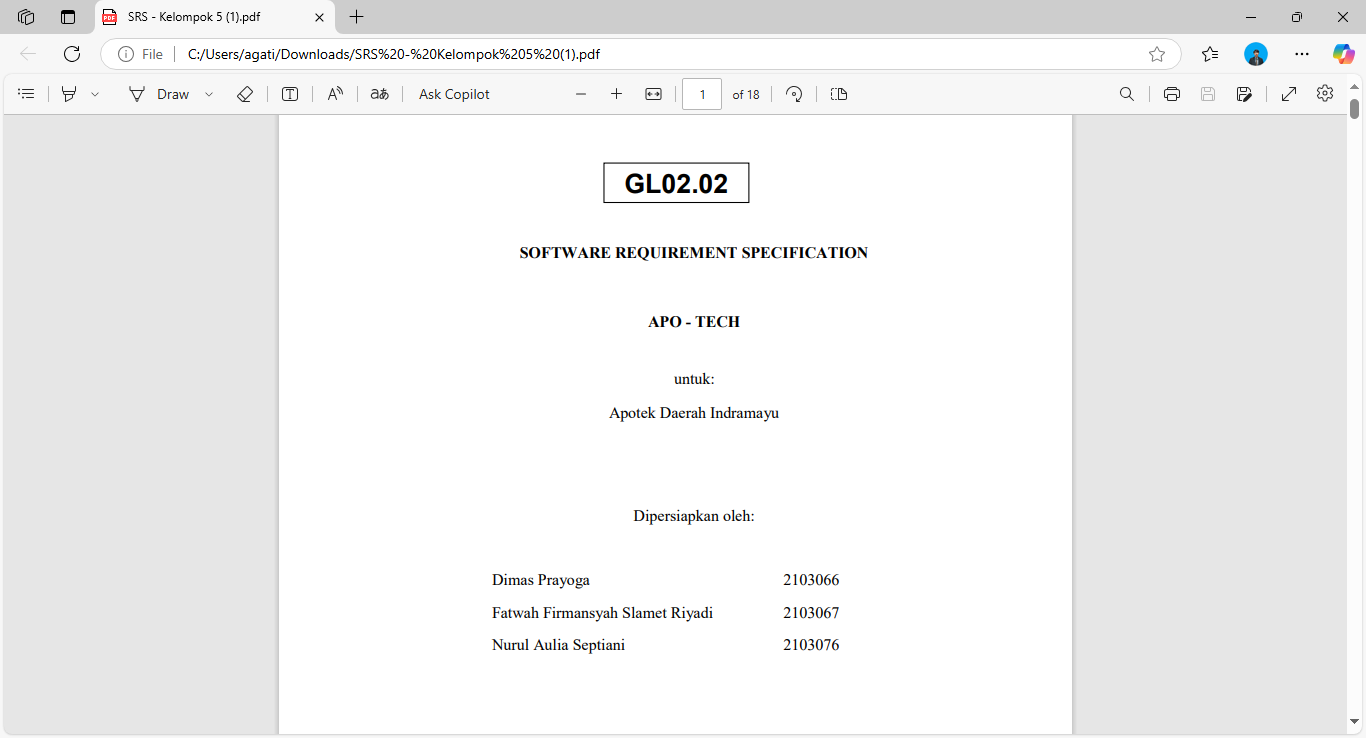 SRS - Kelompok 5 (1).pdf
File C:/Users/agati/Downloads/SRS%20-%20Kelompok%205%20(1).pdf
Draw T A aあ Ask Copilot 1 of 18
GL02.02
SOFTWARE REQUIREMENT SPECIFICATION
APO - TECH
untuk:
Apotek Daerah Indramayu
Dipersiapkan oleh:
Dimas Prayoga 2103066
Fatwah Firmansyah Slamet Riyadi 2103067
Nurul Aulia Septiani 2103076